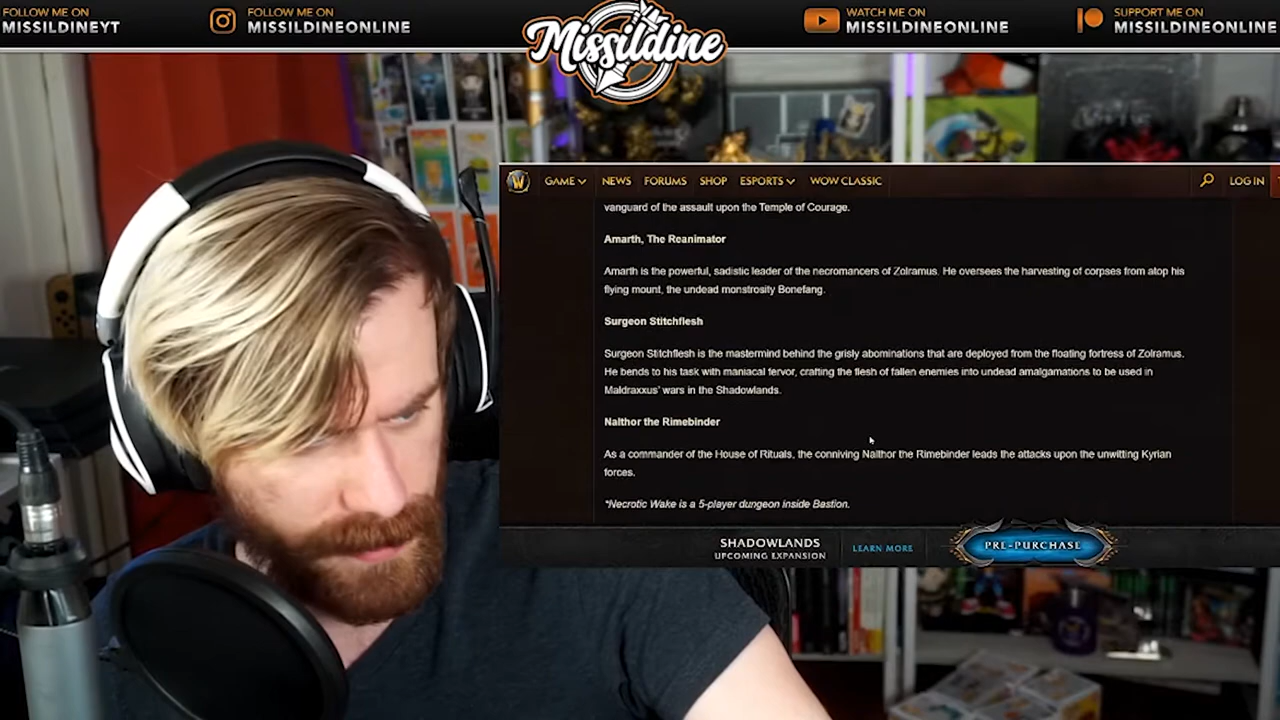 FOLLOW ME ON
MISSILDINEYT
FOLLOW ME ON
MISSILDINEONLINE
Missildine
WATCH ME ON
MISSILDINEONLINE
SUPPORT ME ON
MISSILDINEONLINE
W GAME NEWS FORUMS SHOP ESPORTS WOW CLASSIC LOG IN
vanguard of the assault upon the Temple of Courage.
Amarth, The Reanimator
Amarth is the powerful, sadistic leader of the necromancers of Zolramus. He oversees the harvesting of corpses from atop his
flying mount, the undead monstrosity Bonefang.
Surgeon Stitchflesh
Surgeon Stitchflesh is the mastermind behind the grisly abominations that are deployed from the floating fortress of Zolramus.
He bends to his task with maniacal fervor, crafting the flesh of fallen enemies into undead amalgamations to be used in
Maldraxxus' wars in the Shadowlands.
Nalthor the Rimebinder
As a commander of the House of Rituals, the conniving Nalthor the Rimebinder leads the attacks upon the unwitting Kyrian
forces.
*Necrotic Wake is a 5-player dungeon inside Bastion.
SHADOWLANDS
UPCOMING EXPANSION
LEARN MORE
PRE-PURCHASE